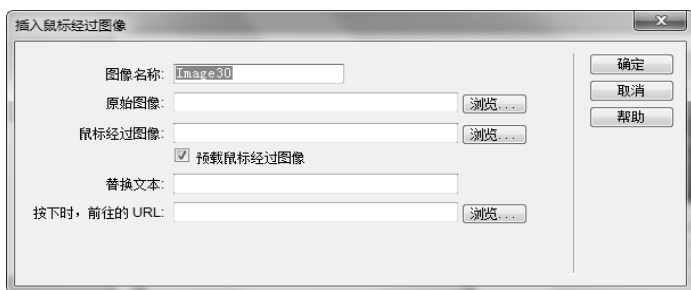 插入鼠标经过图像
图像名称: Image30
原始图像: 浏览...
鼠标经过图像: 浏览...
预载鼠标经过图像
替换文本:
按下时，前往的 URL: 浏览...
确定
取消
帮助